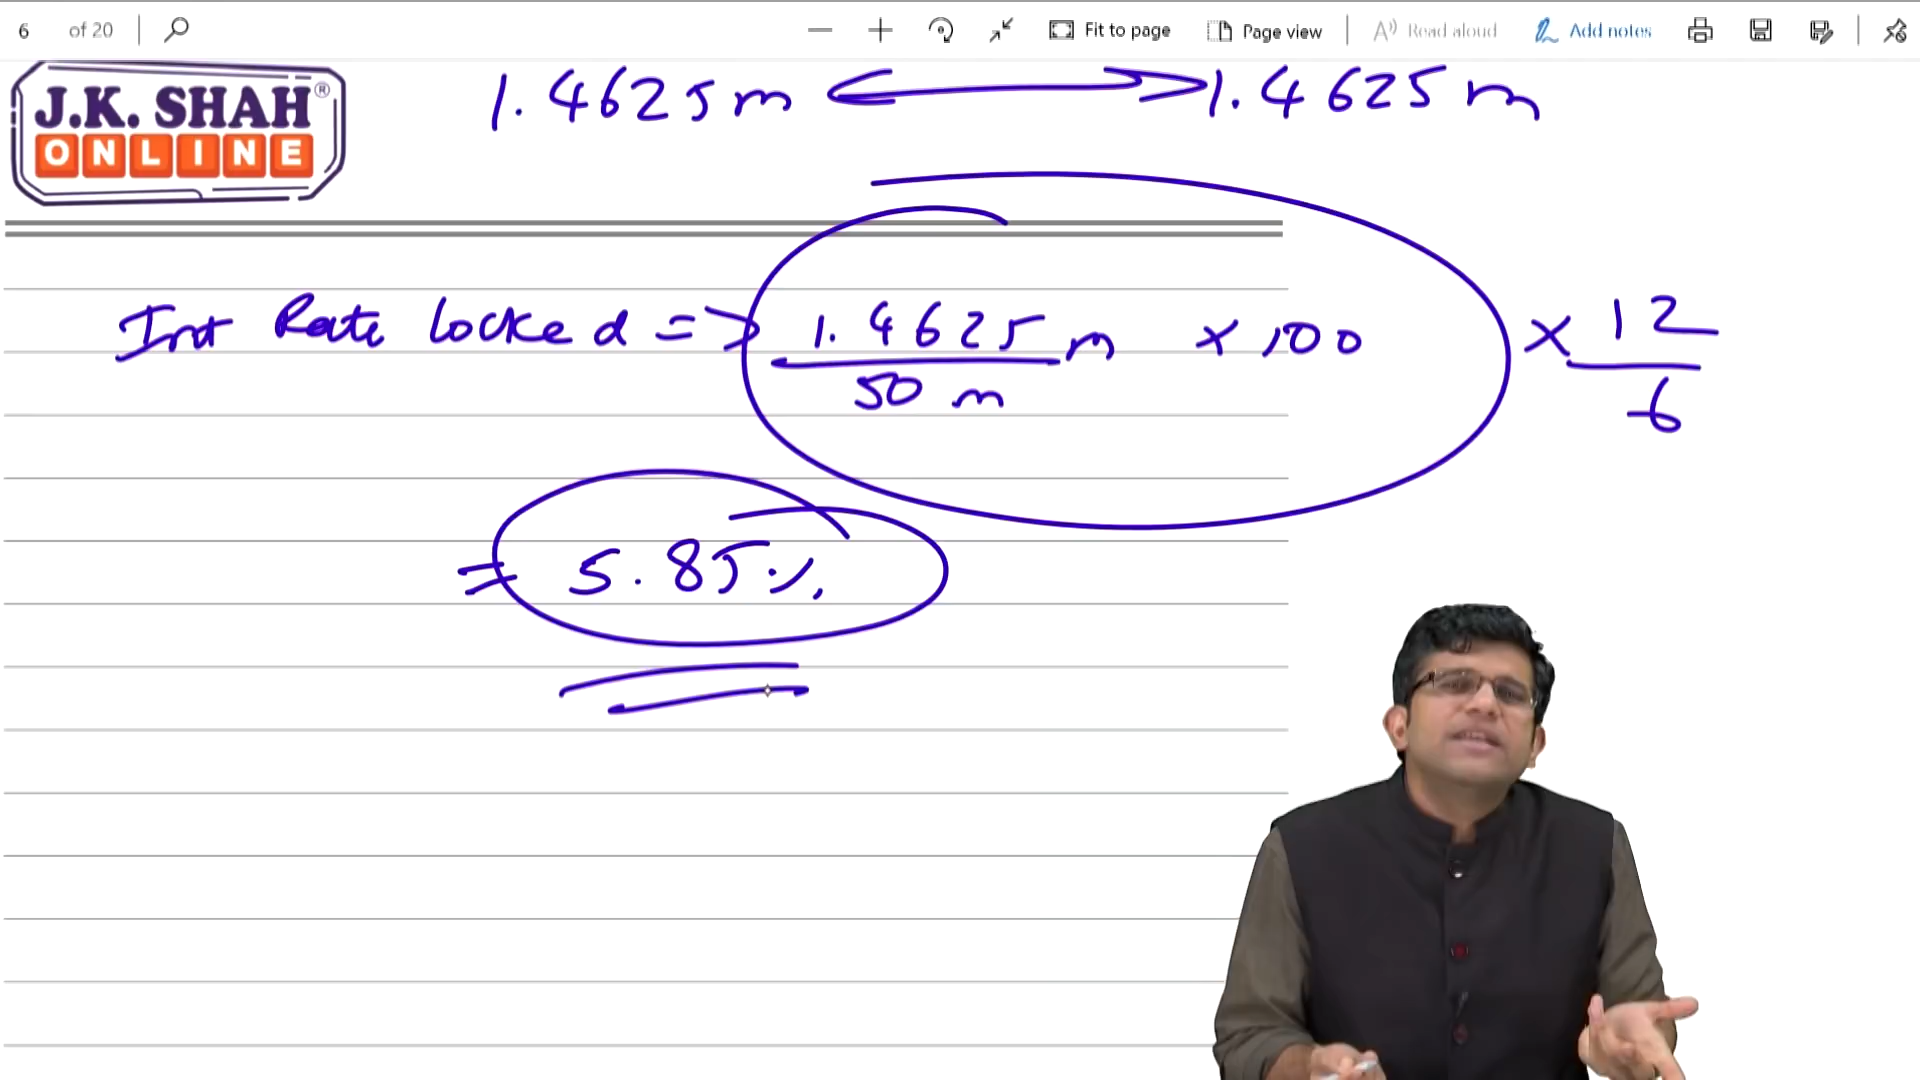 6 of 20 Fit to page Page view Read aloud Add notes
J.K. SHAH®
ONLINE
1.4625 m ⟷ 1.4625 m
Int Rate locked => 1.4625 m / 50 m × 100 × 12 / 6
= 5.85%